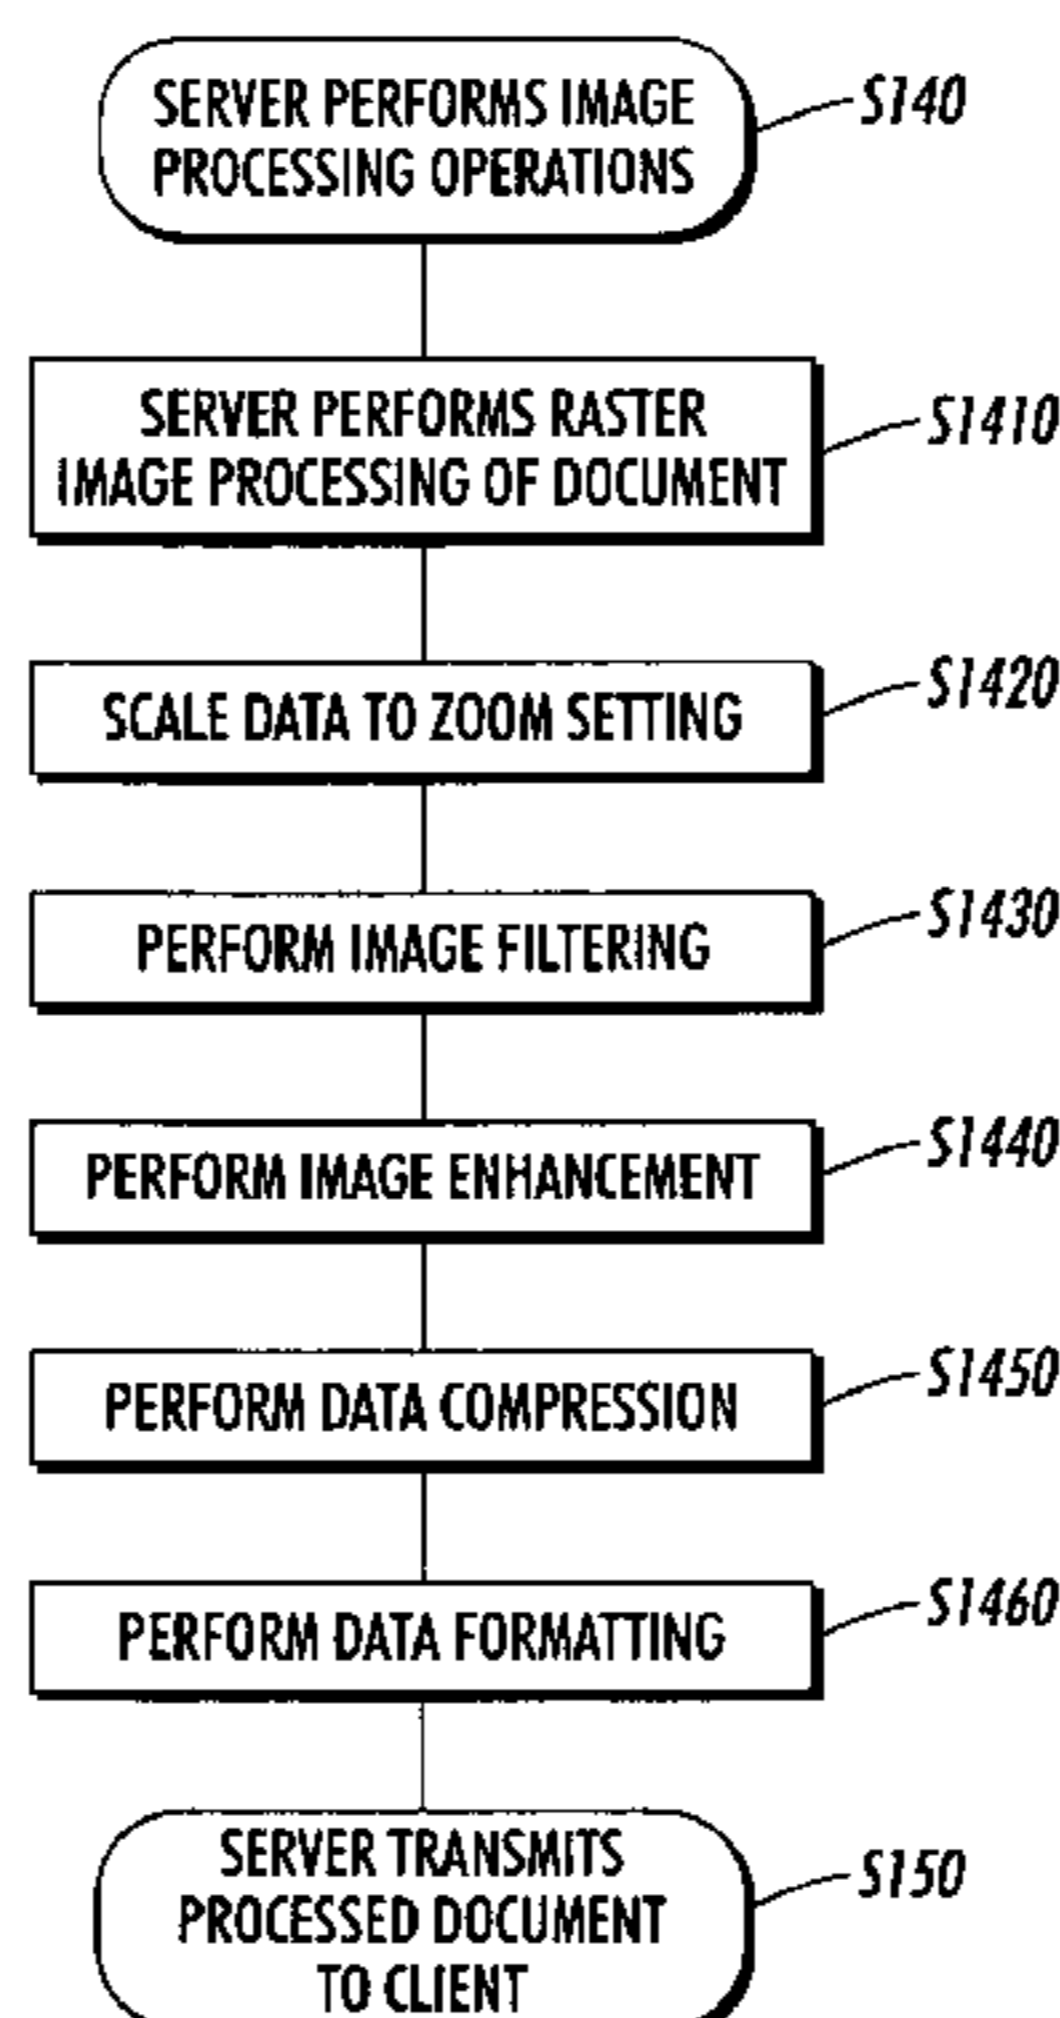 SERVER PERFORMS IMAGE
PROCESSING OPERATIONS
S140
SERVER PERFORMS RASTER
IMAGE PROCESSING OF DOCUMENT
S1410
SCALE DATA TO ZOOM SETTING
S1420
PERFORM IMAGE FILTERING
S1430
PERFORM IMAGE ENHANCEMENT
S1440
PERFORM DATA COMPRESSION
S1450
PERFORM DATA FORMATTING
S1460
SERVER TRANSMITS
PROCESSED DOCUMENT
TO CLIENT
S150